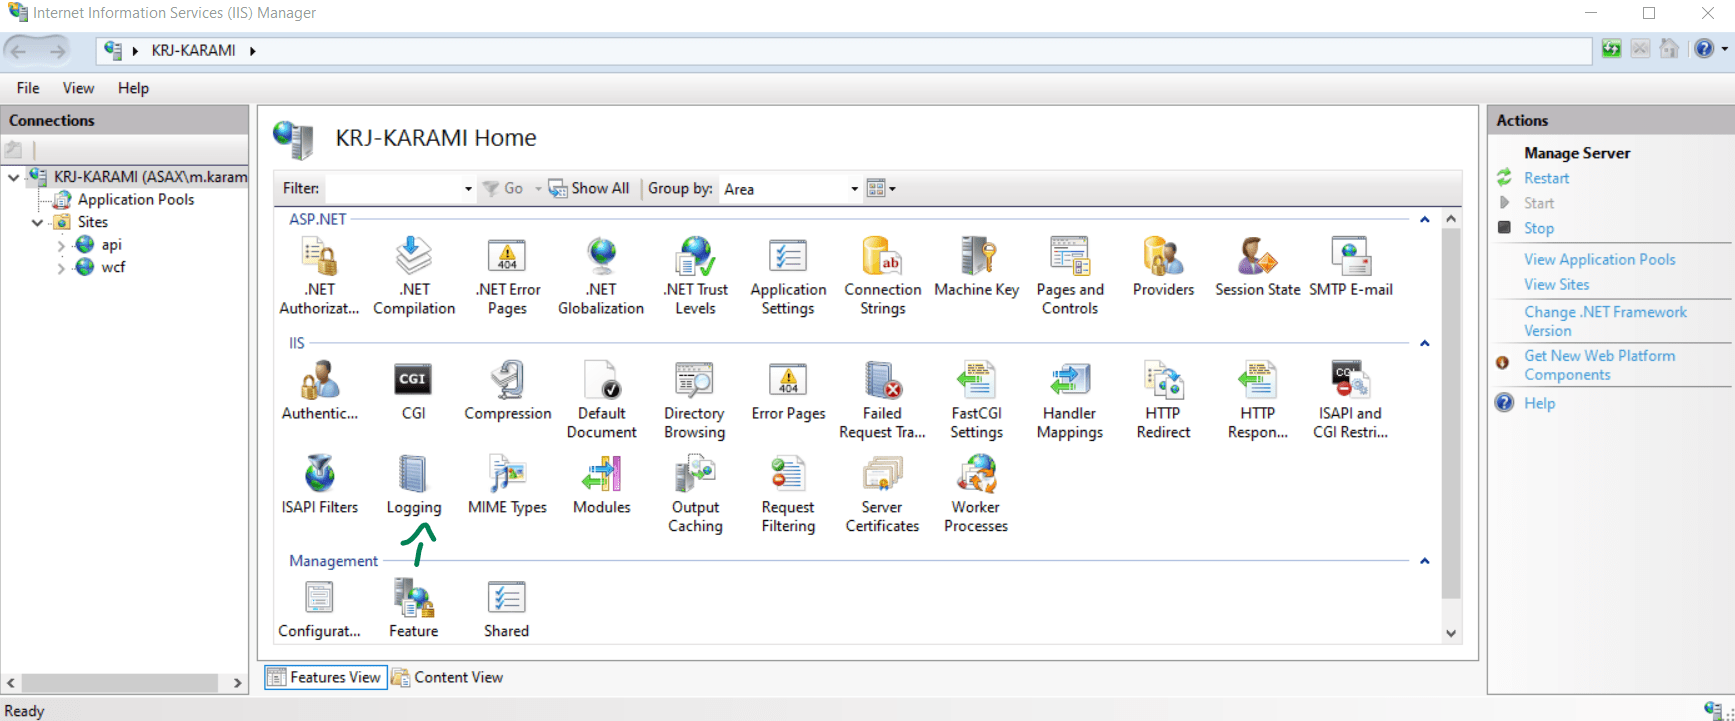 Internet Information Services (IIS) Manager
KRJ-KARAMI
File View Help
Connections
KRJ-KARAMI (ASAX\m.karam
Application Pools
Sites
api
wcf
KRJ-KARAMI Home
Filter: Go Show All Group by: Area
ASP.NET
.NET Authorizat...
.NET Compilation
404
.NET Error Pages
.NET Globalization
.NET Trust Levels
Application Settings
ab
Connection Strings
Machine Key
Pages and Controls
Providers
Session State
SMTP E-mail
IIS
Authentic...
CGI
CGI
Compression
Default Document
Directory Browsing
404
Error Pages
Failed Request Tra...
FastCGI Settings
Handler Mappings
HTTP Redirect
HTTP Respon...
CGI
ISAPI and CGI Restri...
ISAPI Filters
Logging
MIME Types
Modules
Output Caching
Request Filtering
Server Certificates
Worker Processes
Management
Configurat...
Feature
Shared
Features View Content View
Actions
Manage Server
Restart
Start
Stop
View Application Pools
View Sites
Change .NET Framework
Version
Get New Web Platform
Components
Help
Ready